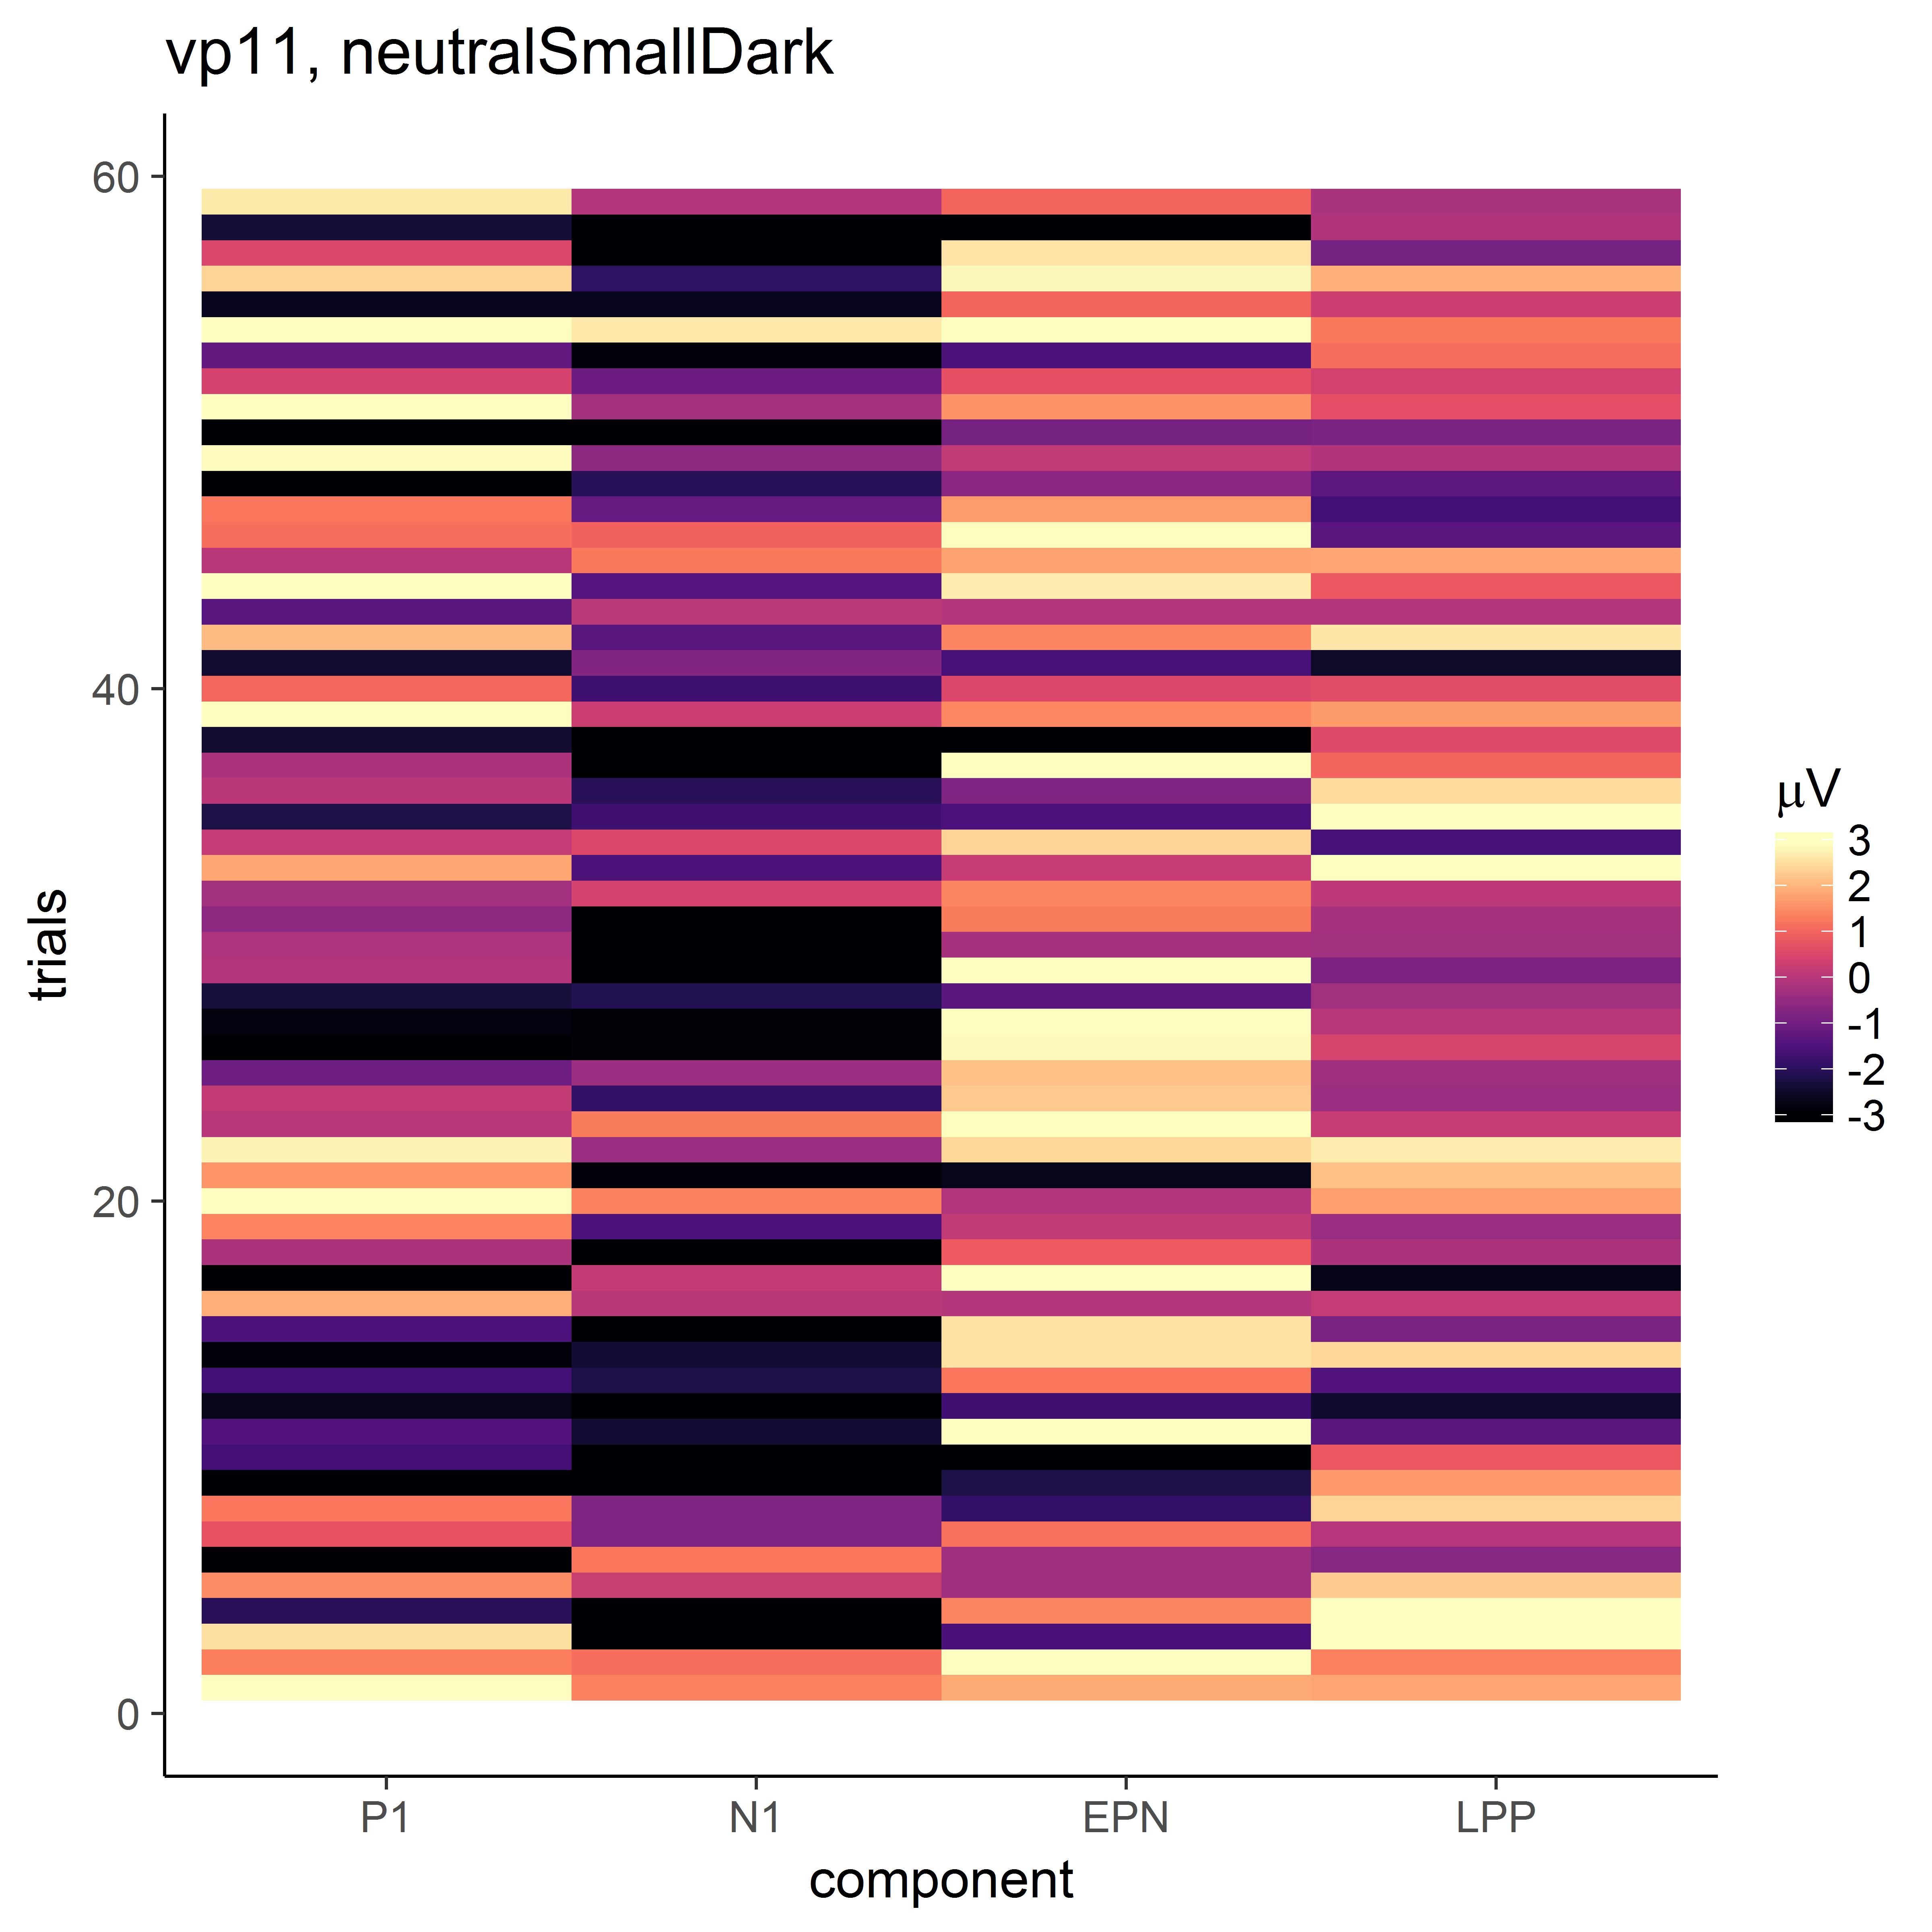 vp11, neutralSmallDark
60
40
20
0
trials
P1 N1 EPN LPP
component
μV
3
2
1
0
-1
-2
-3